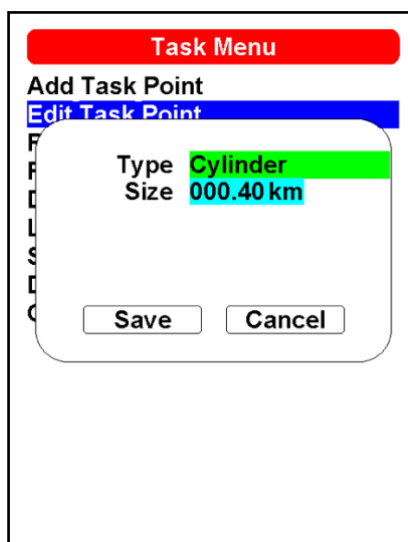 Task Menu
Add Task Point
Edit Task Point
Type Cylinder
Size 000.40 km
Save Cancel